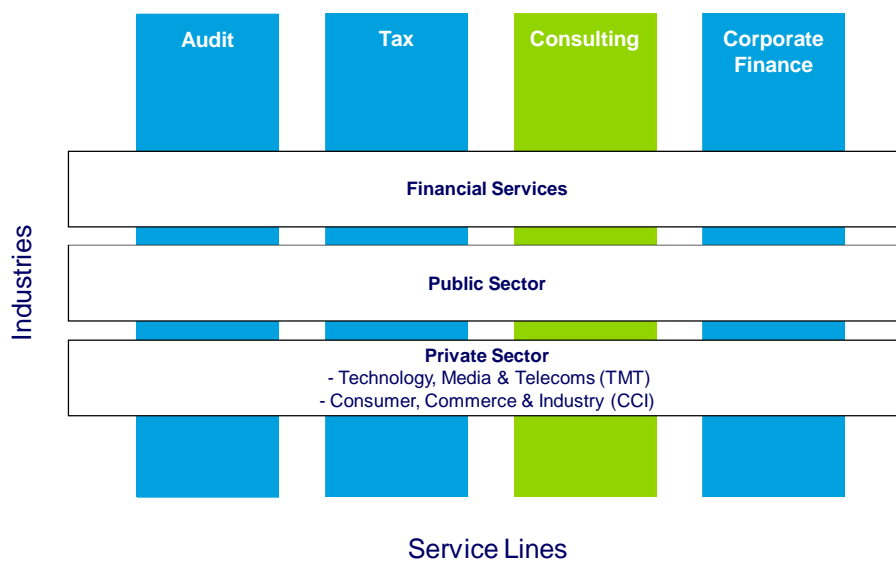 Audit
Tax
Consulting
Corporate
Finance
Financial Services
Public Sector
Private Sector
- Technology, Media & Telecoms (TMT)
- Consumer, Commerce & Industry (CCI)
Industries
Service Lines